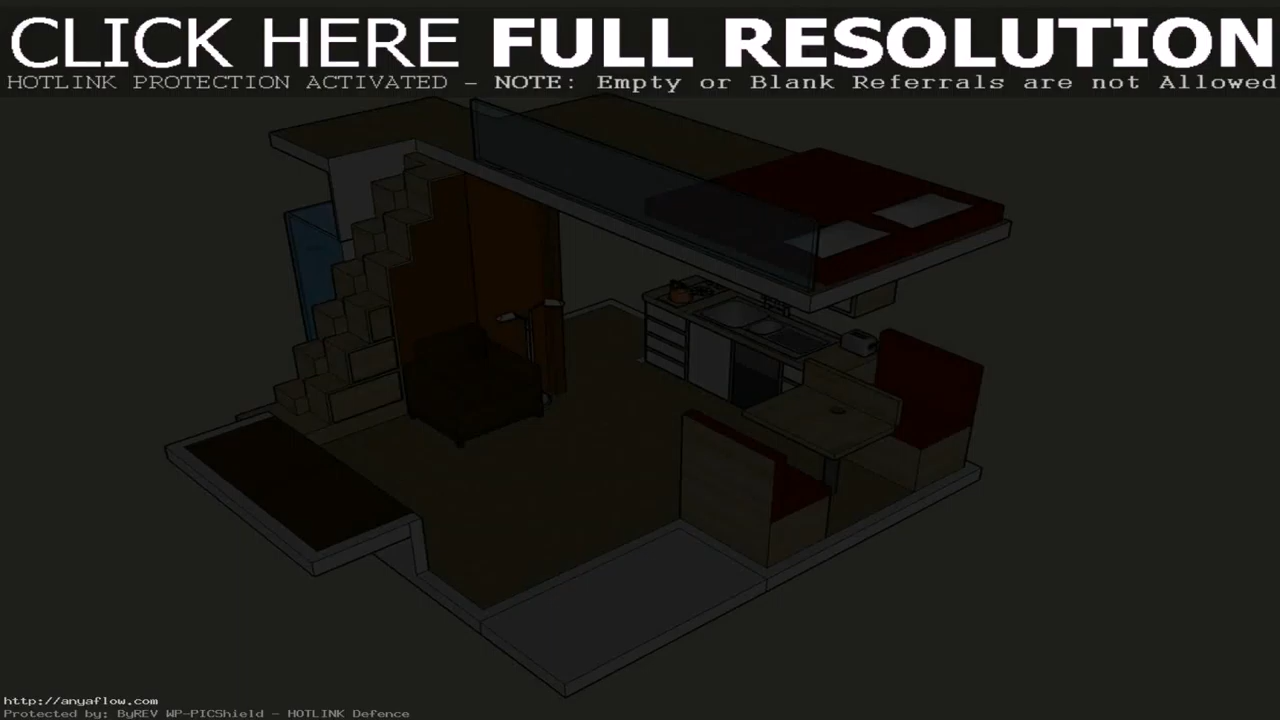 CLICK HERE FULL RESOLUTION
HOTLINK PROTECTION ACTIVATED - NOTE: Empty or Blank Referrals are not Allowed
http://anyaflow.com
Protected by: ByREV WP-PICShield - HOTLINK Defence